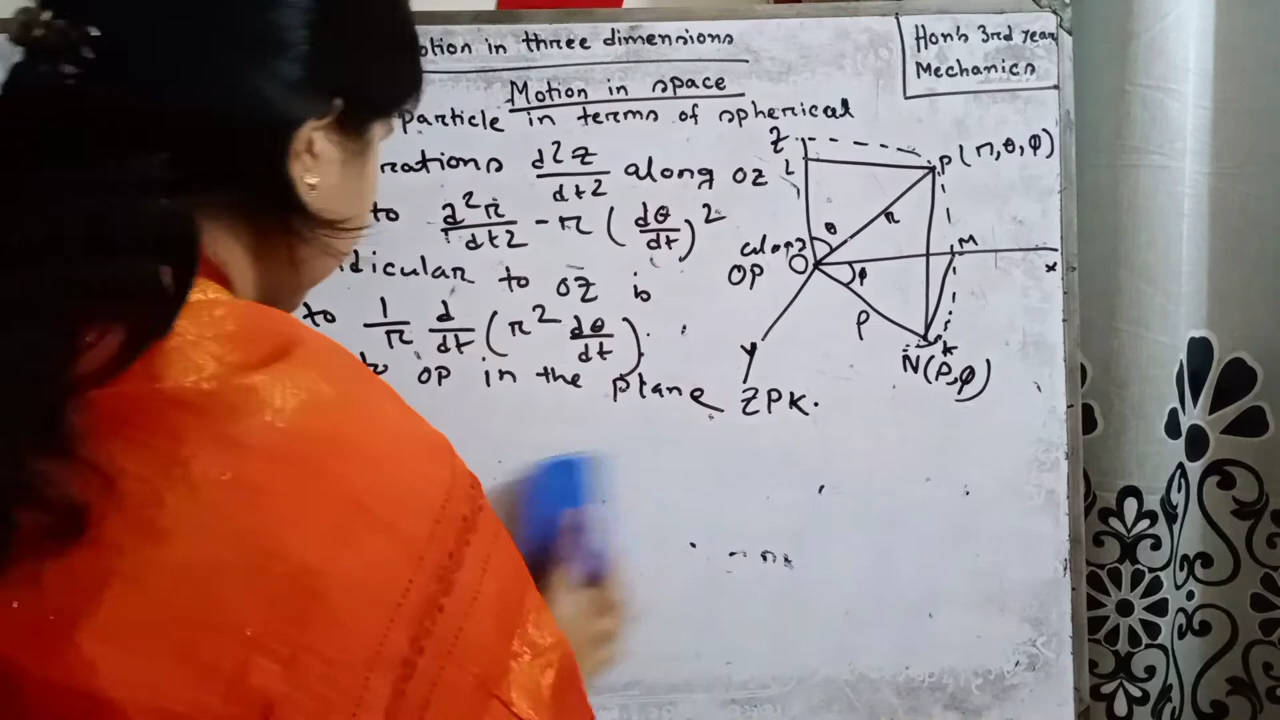 otion in three dimensions
Hon's 3rd year
Mechanics
Motion in space
particle in terms of spherical
rations d2z/dt2 along OZ
to d2r/dt2 - r (dθ/dt)2 along OP
dicular to OZ is
to 1/r d/dt (r2 dθ/dt).
OP in the plane ZPK.
Z
L
P(r, θ, φ)
θ
r
O
φ
M
x
ρ
Y
N(ρ, φ)
K